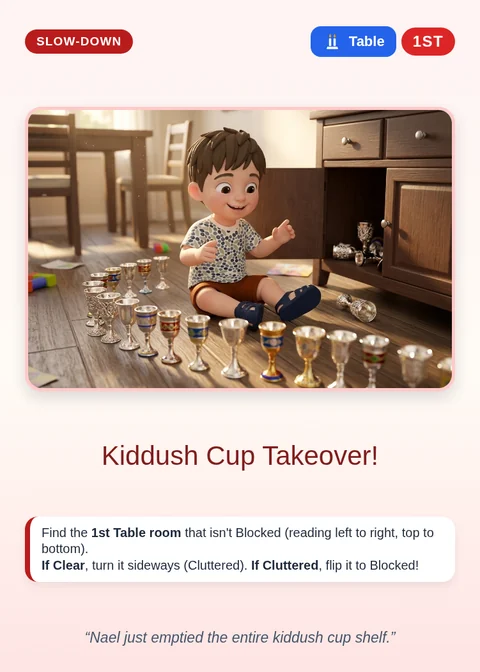 SLOW-DOWN
Table
1ST
Kiddush Cup Takeover!
Find the 1st Table room that isn't Blocked (reading left to right, top to
bottom).
If Clear, turn it sideways (Cluttered). If Cluttered, flip it to Blocked!
“Nael just emptied the entire kiddush cup shelf.”